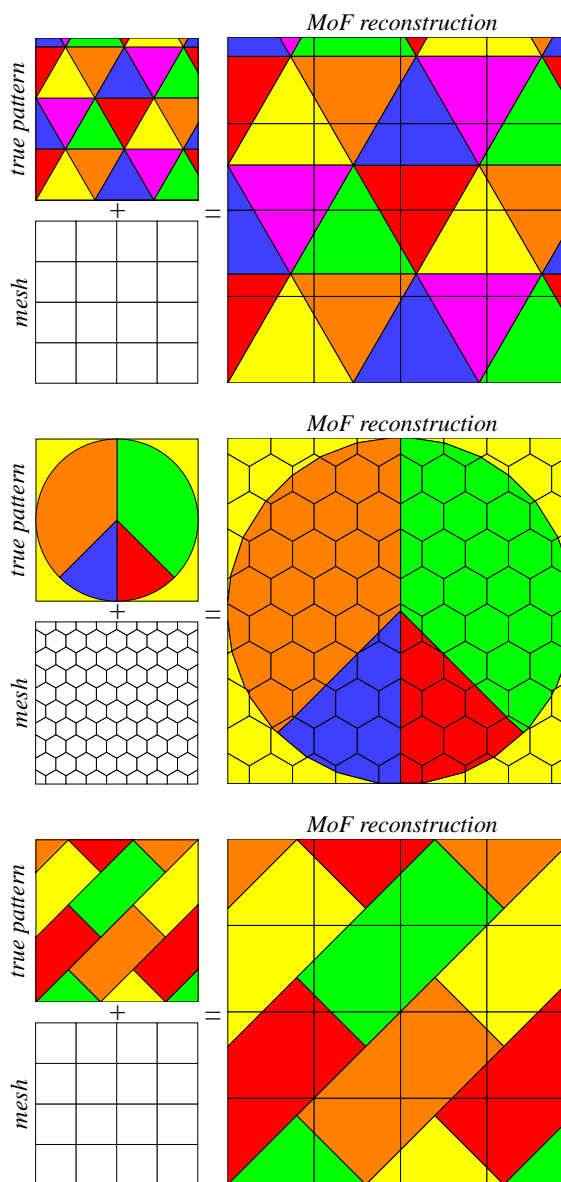 MoF reconstruction
true pattern
+
=
mesh
MoF reconstruction
true pattern
+
=
mesh
MoF reconstruction
true pattern
+
=
mesh